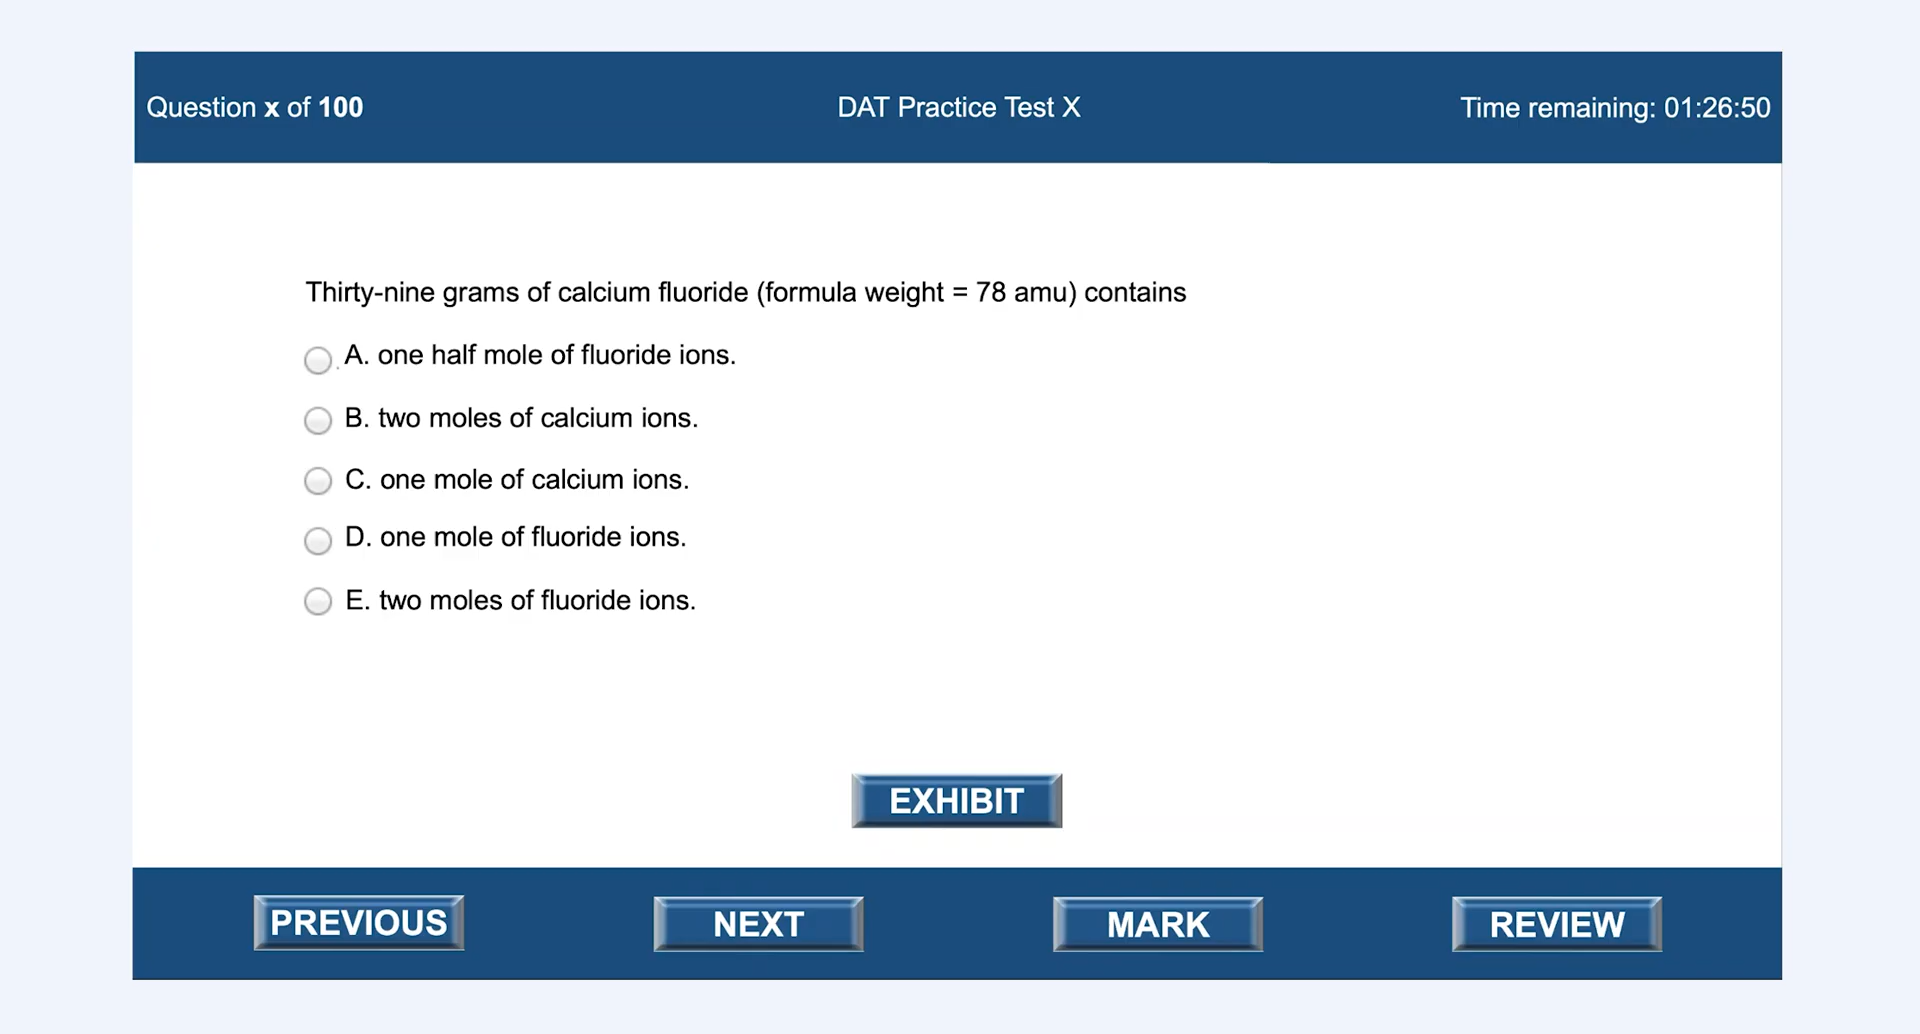 Question x of 100
DAT Practice Test X
Time remaining: 01:26:50
Thirty-nine grams of calcium fluoride (formula weight = 78 amu) contains
A. one half mole of fluoride ions.
B. two moles of calcium ions.
C. one mole of calcium ions.
D. one mole of fluoride ions.
E. two moles of fluoride ions.
EXHIBIT
PREVIOUS
NEXT
MARK
REVIEW